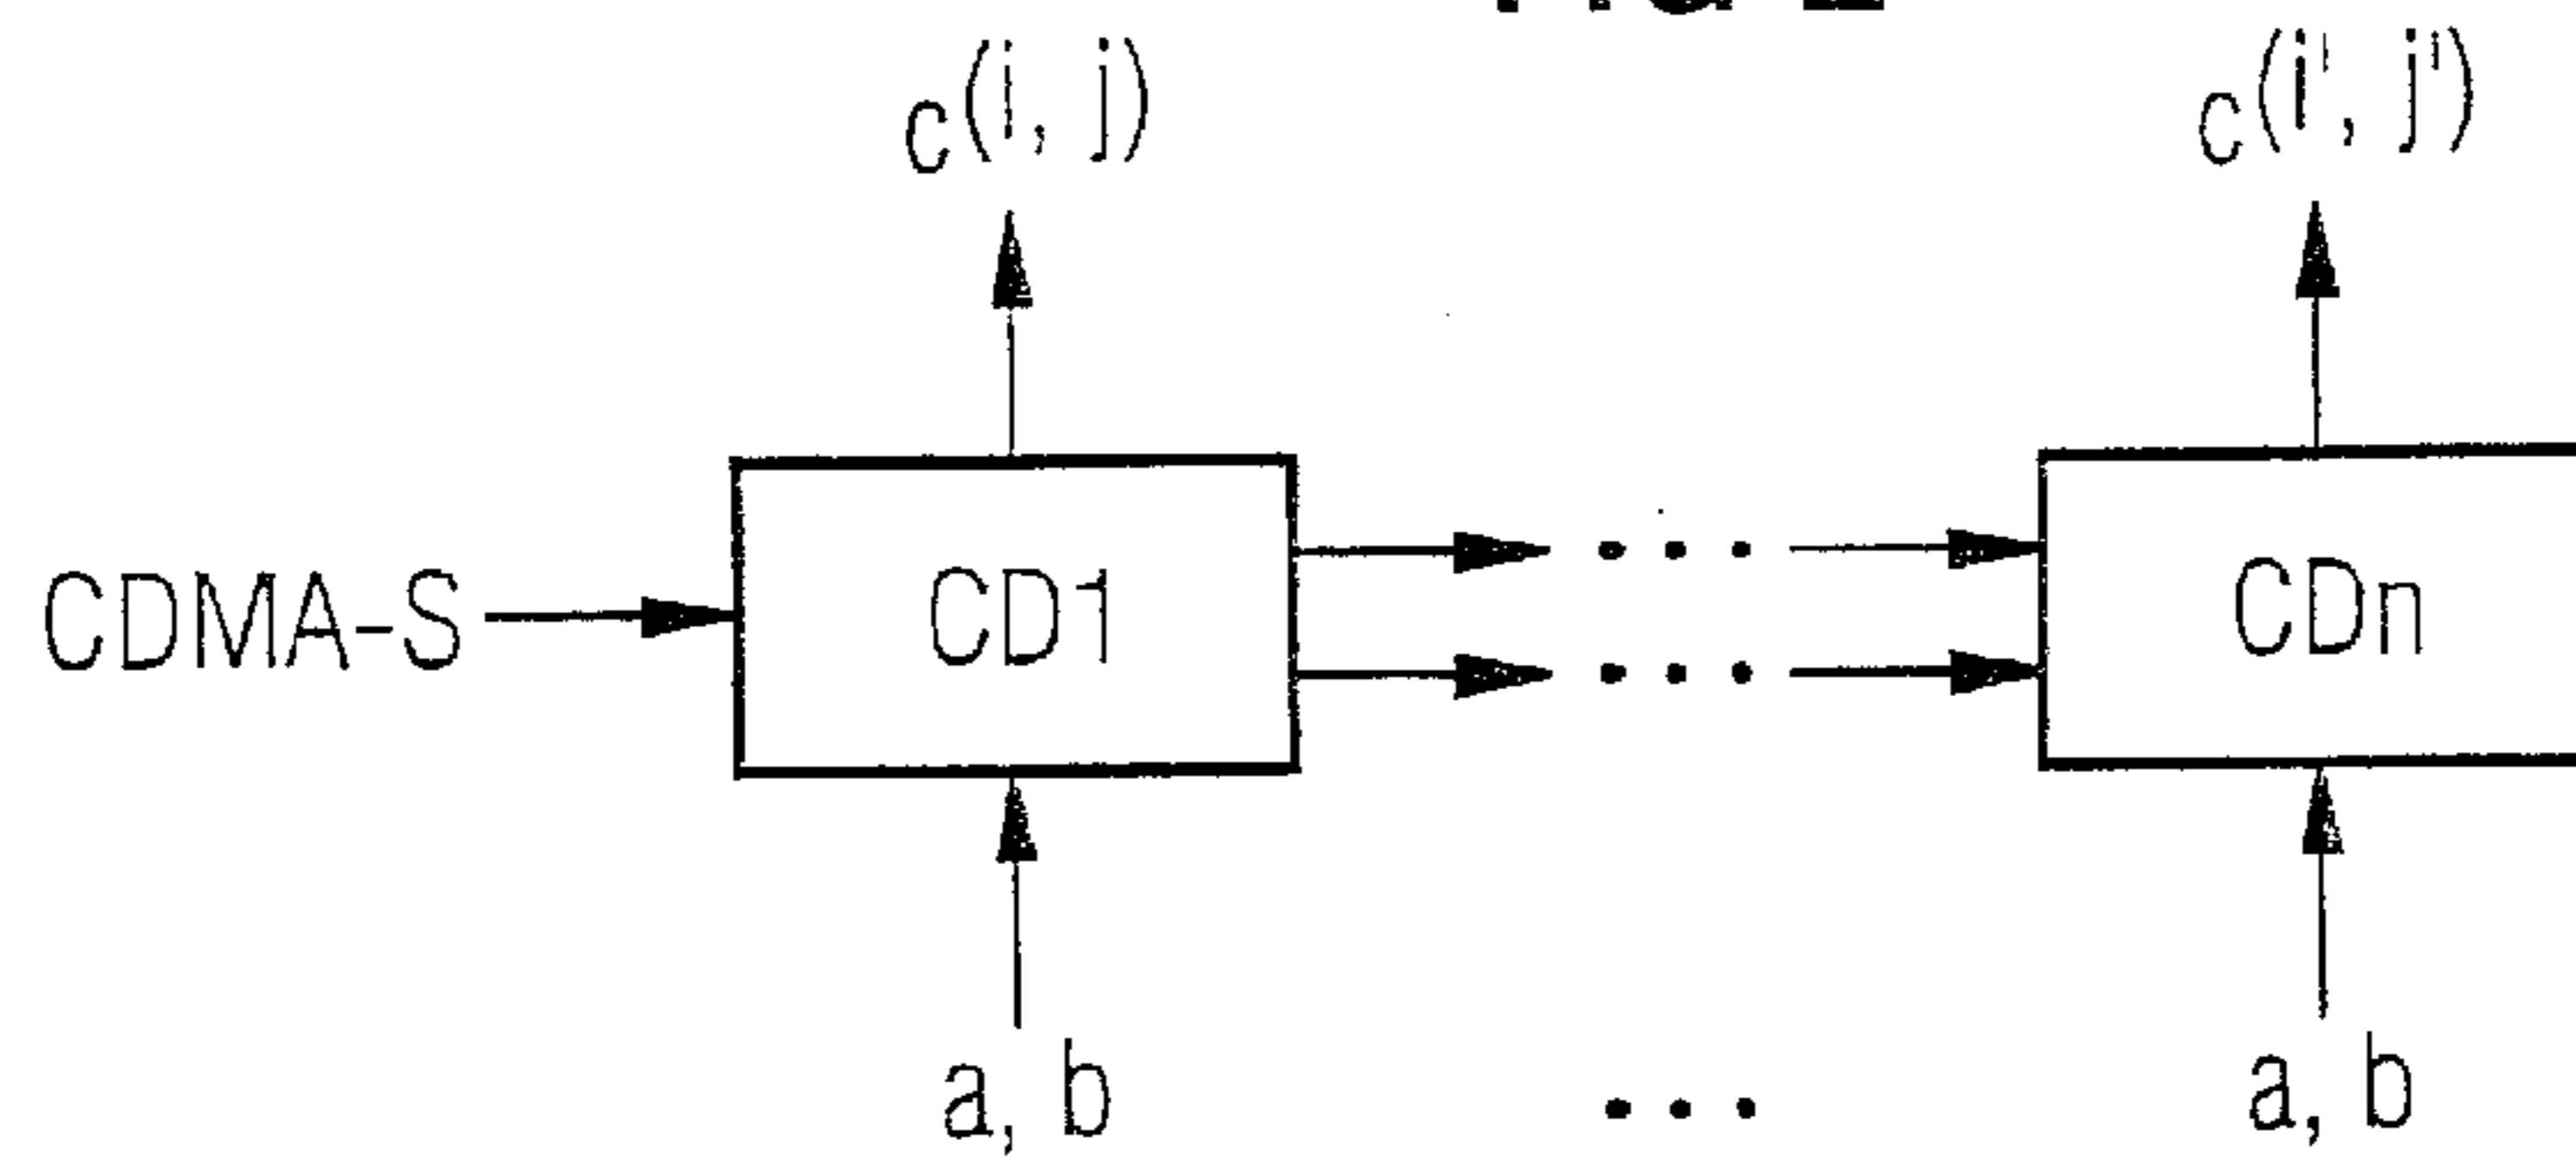 c(i, j) c(i', j')
CDMA-S CD1 CDn
a, b ... a, b